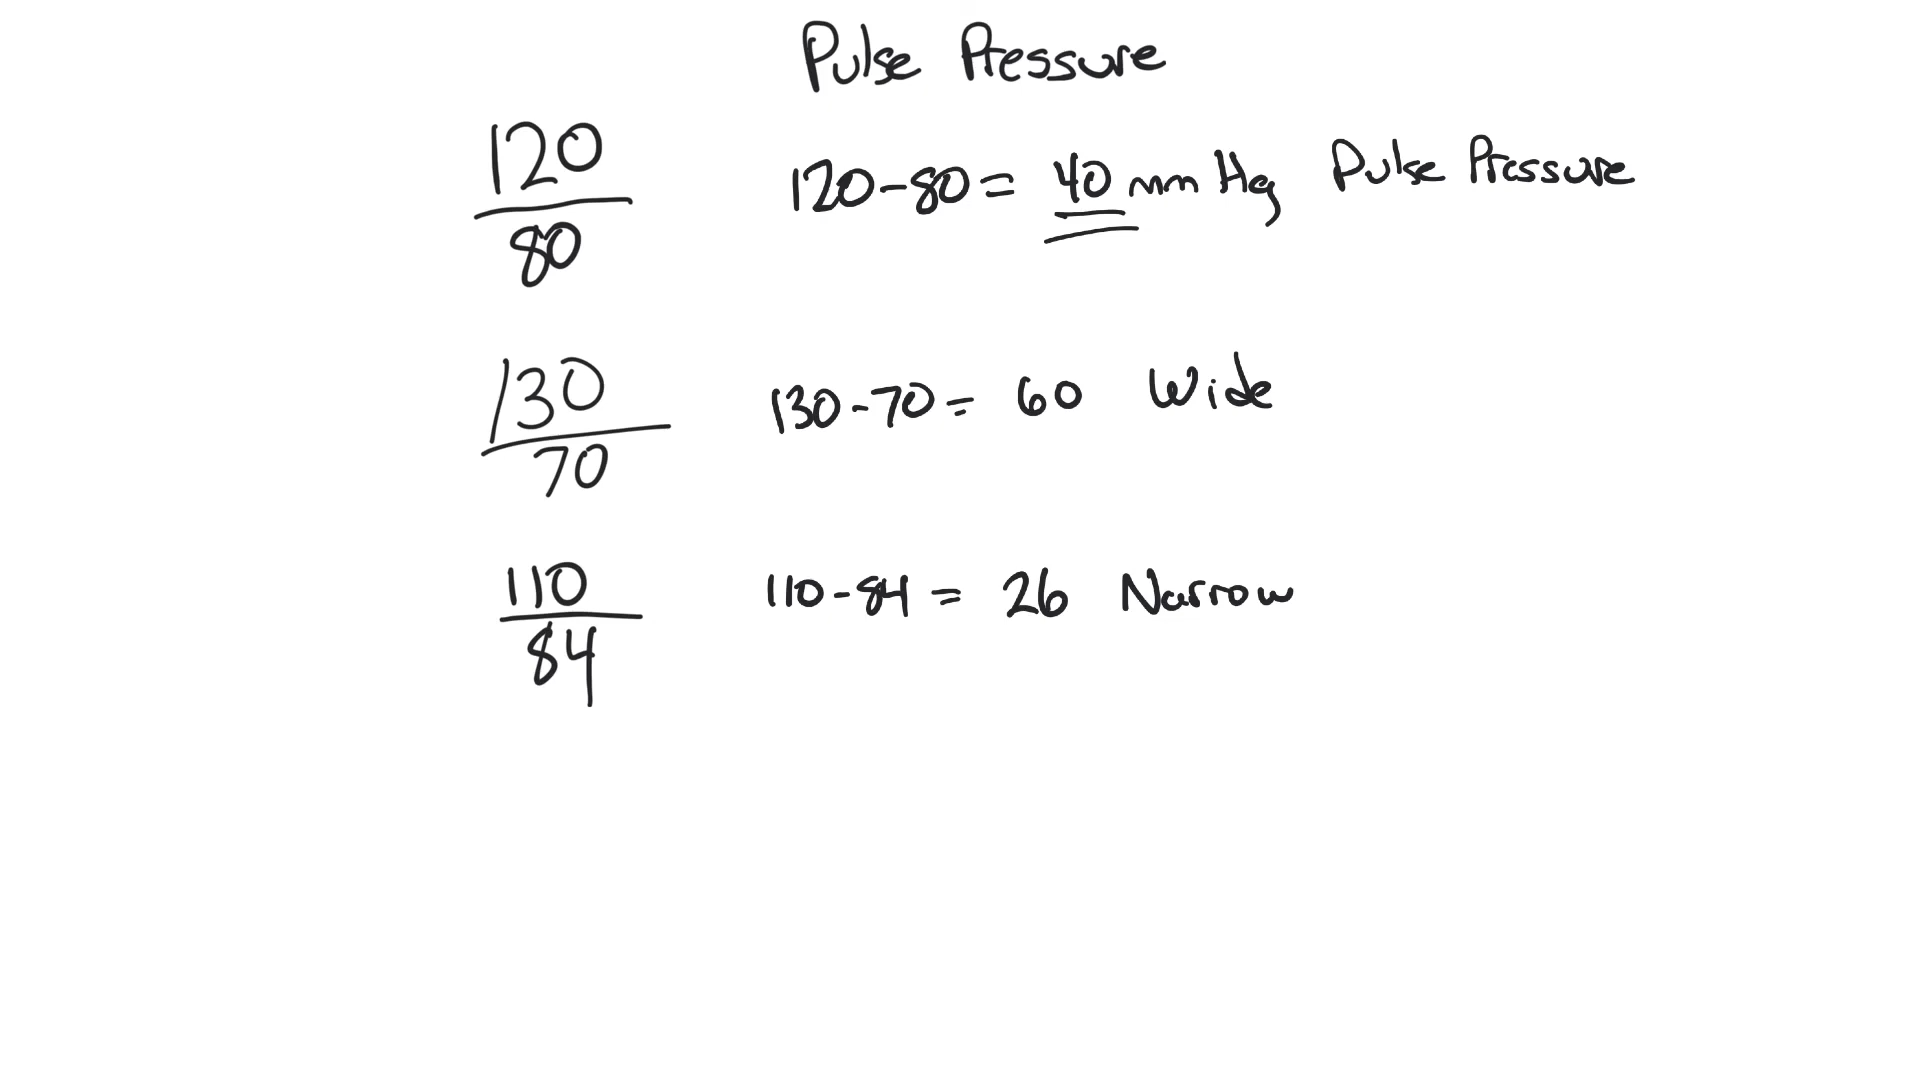 Pulse Pressure
120
80
120-80= 40 mm Hg Pulse Pressure
130
70
130-70= 60 Wide
110
84
110-84= 26 Narrow